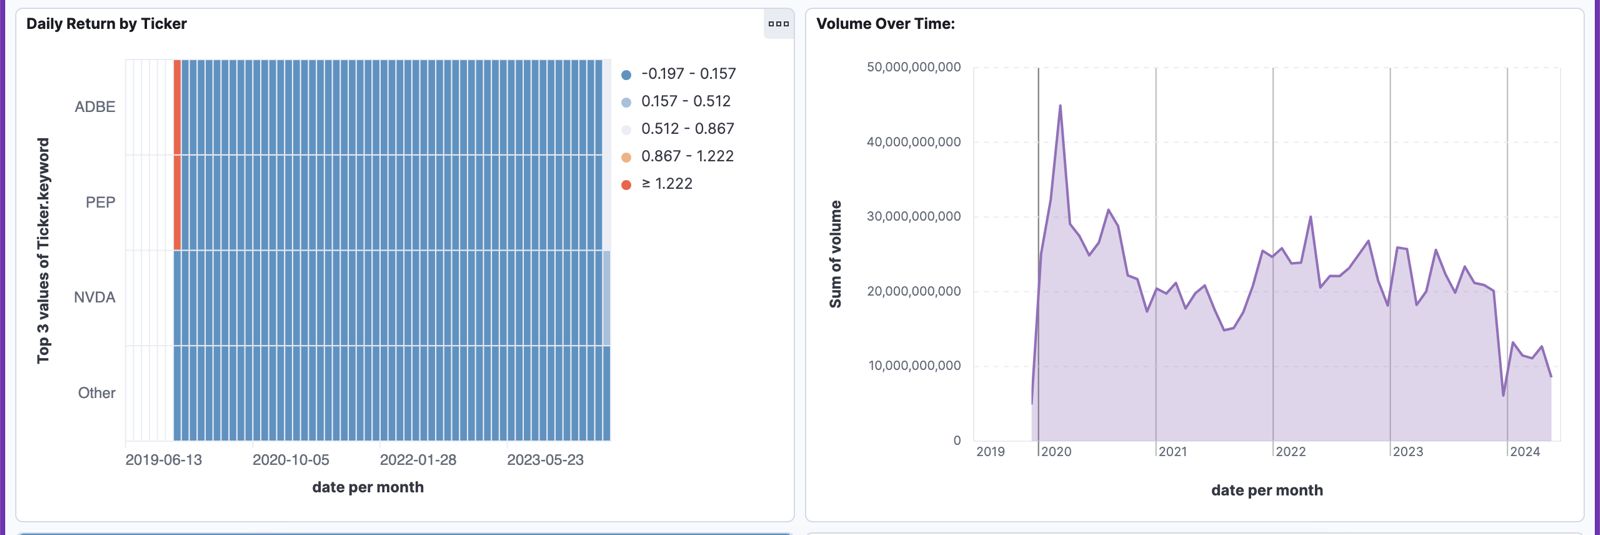 Daily Return by Ticker
Top 3 values of Ticker.keyword
ADBE
PEP
NVDA
Other
2019-06-13 2020-10-05 2022-01-28 2023-05-23
date per month
-0.197 - 0.157
0.157 - 0.512
0.512 - 0.867
0.867 - 1.222
≥ 1.222
Volume Over Time:
Sum of volume
50,000,000,000
40,000,000,000
30,000,000,000
20,000,000,000
10,000,000,000
0
2019 2020 2021 2022 2023 2024
date per month